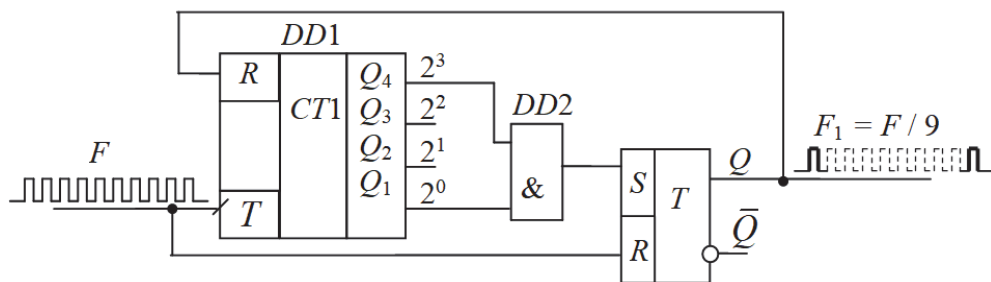 DD1
R
CT1
Q₄ 2³
Q₃ 2²
Q₂ 2¹
Q₁ 2⁰
T
F
DD2
&
S
T
R
Q
Q̅
F₁ = F / 9